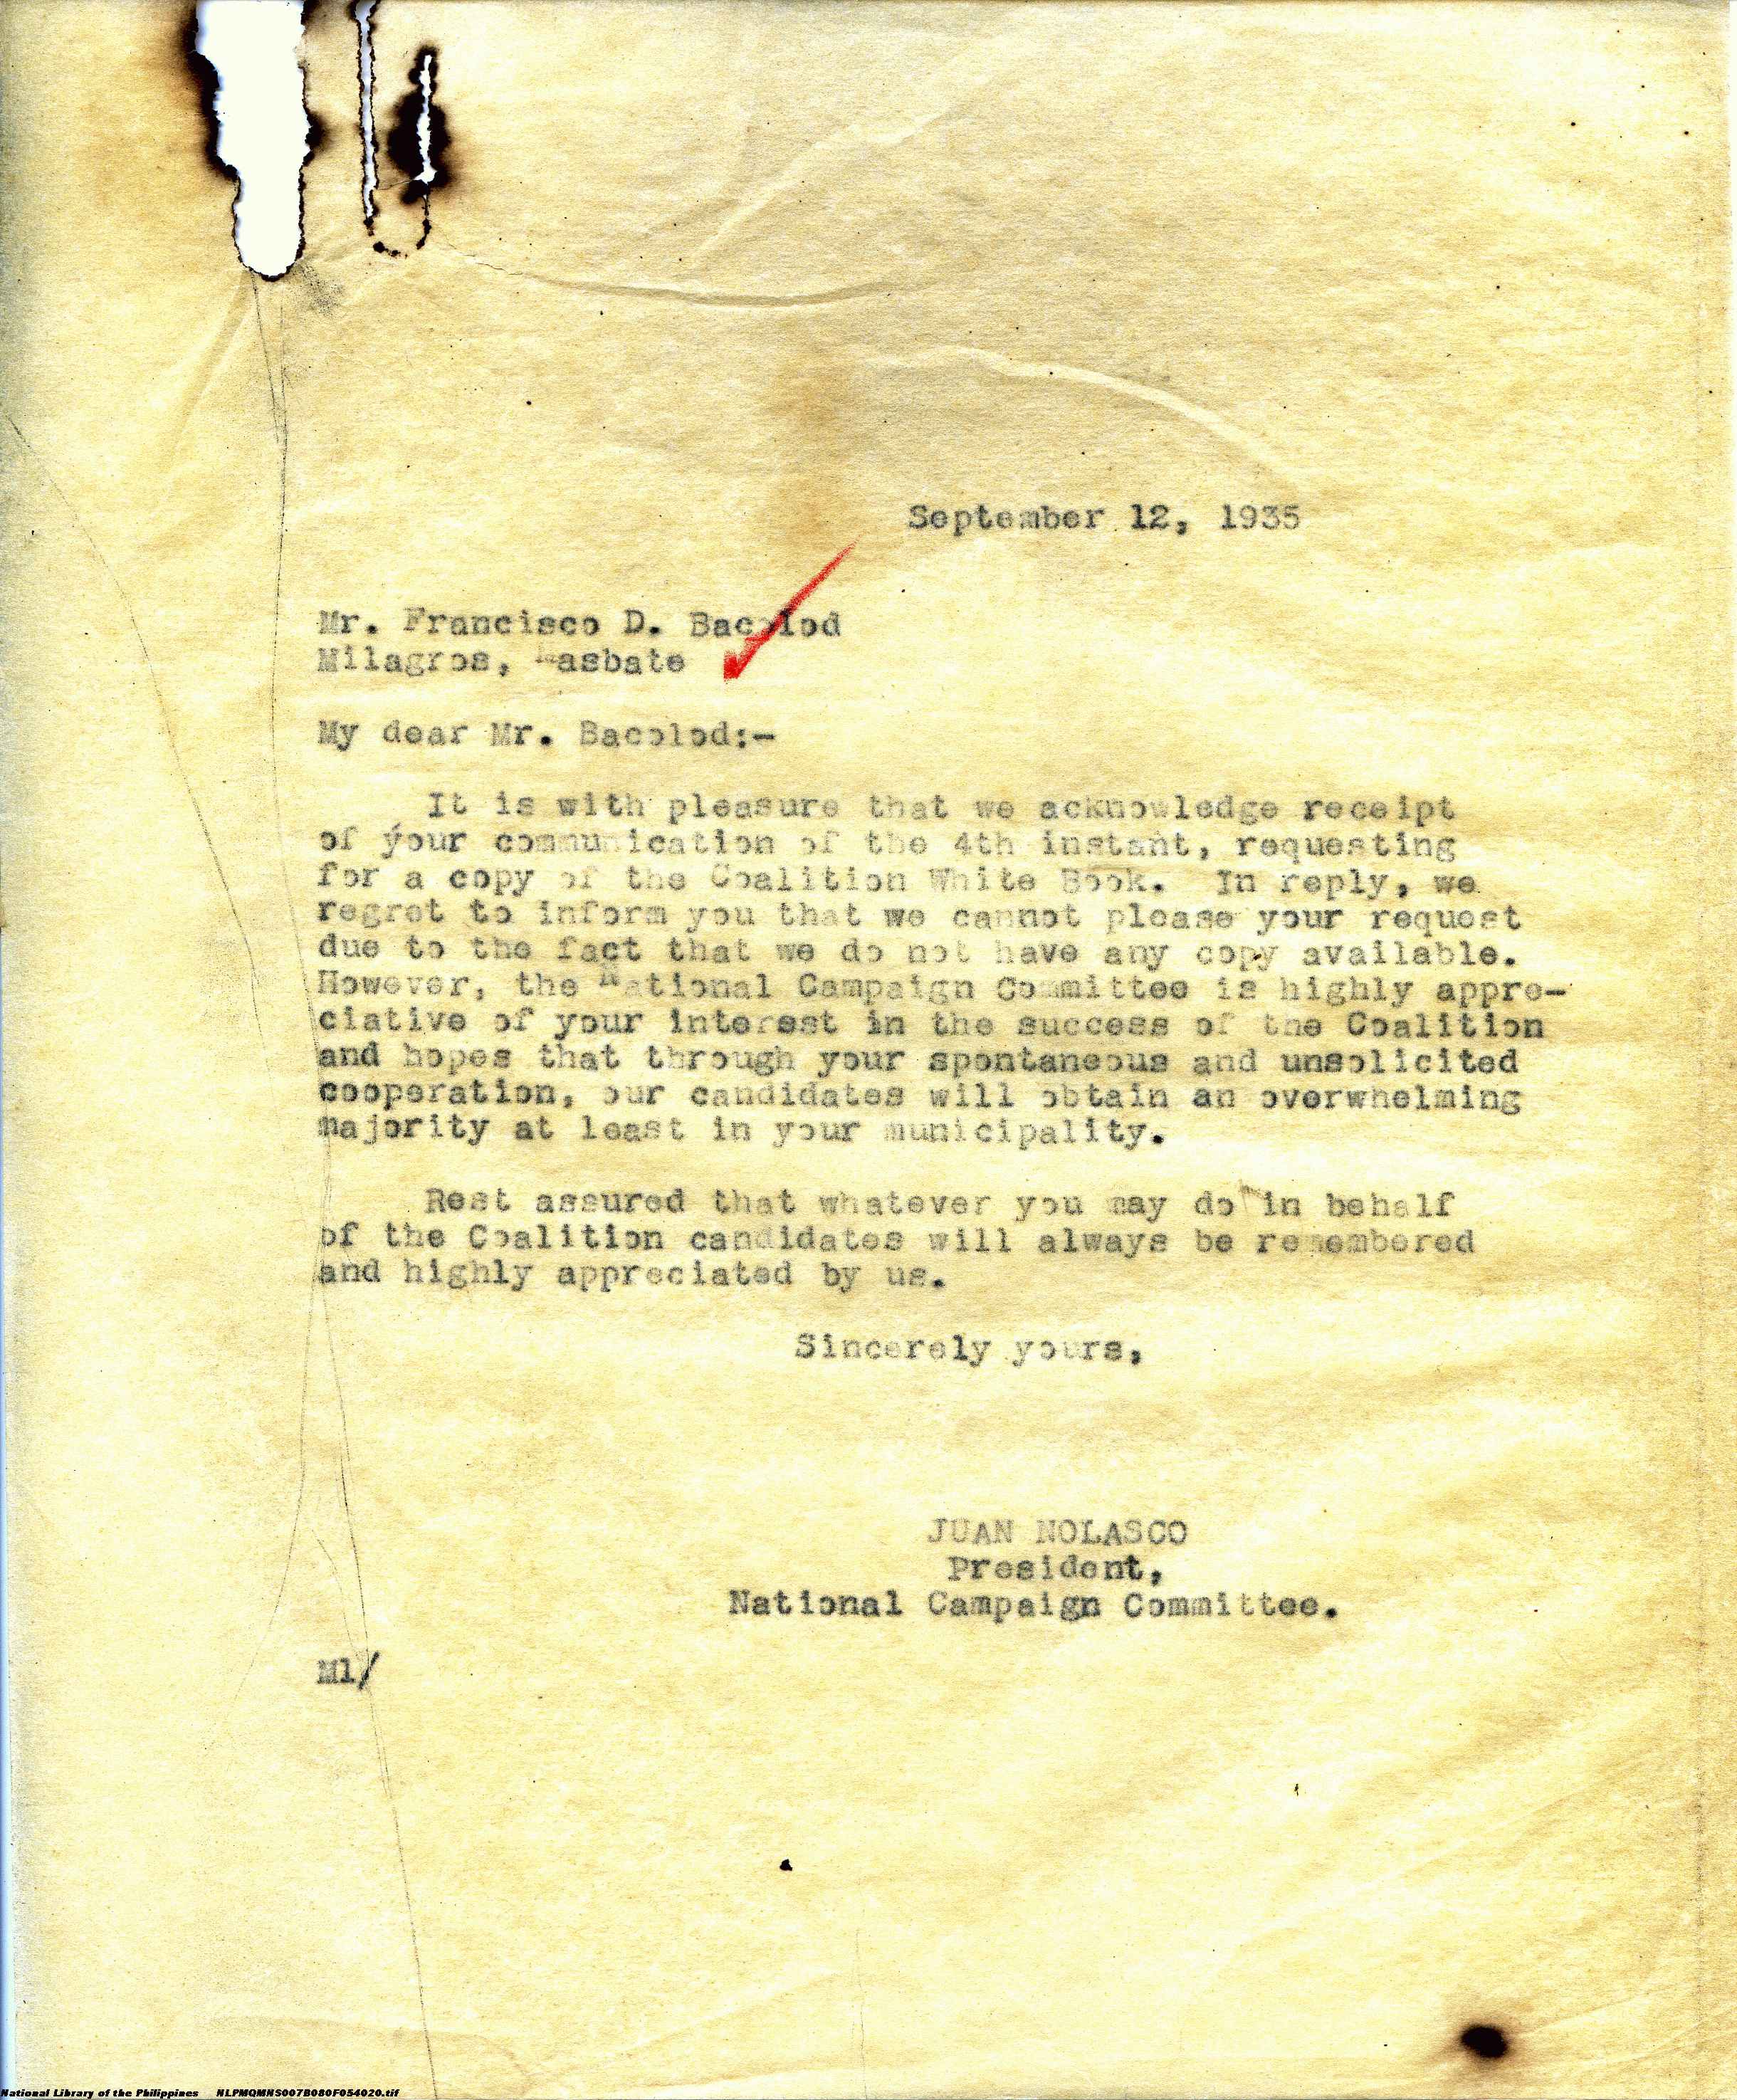 September 12, 1935
Mr. Francisco D. Bacolod
Milagros, Masbate
My dear Mr. Bacolod:-
It is with pleasure that we acknowledge receipt
of your communication of the 4th instant, requesting
for a copy of the Coalition White Book. In reply, we
regret to inform you that we cannot please your request
due to the fact that we do not have any copy available.
However, the National Campaign Committee is highly appre-
ciative of your interest in the success of the Coalition
and hopes that through your spontaneous and unsolicited
cooperation, our candidates will obtain an overwhelming
majority at least in your municipality.
Rest assured that whatever you may do in behalf
of the Coalition candidates will always be remembered
and highly appreciated by us.
Sincerely yours,
JUAN NOLASCO
President,
National Campaign Committee.
Ml/
National Library of the Philippines NLPMQMNS007B080F054020.tif